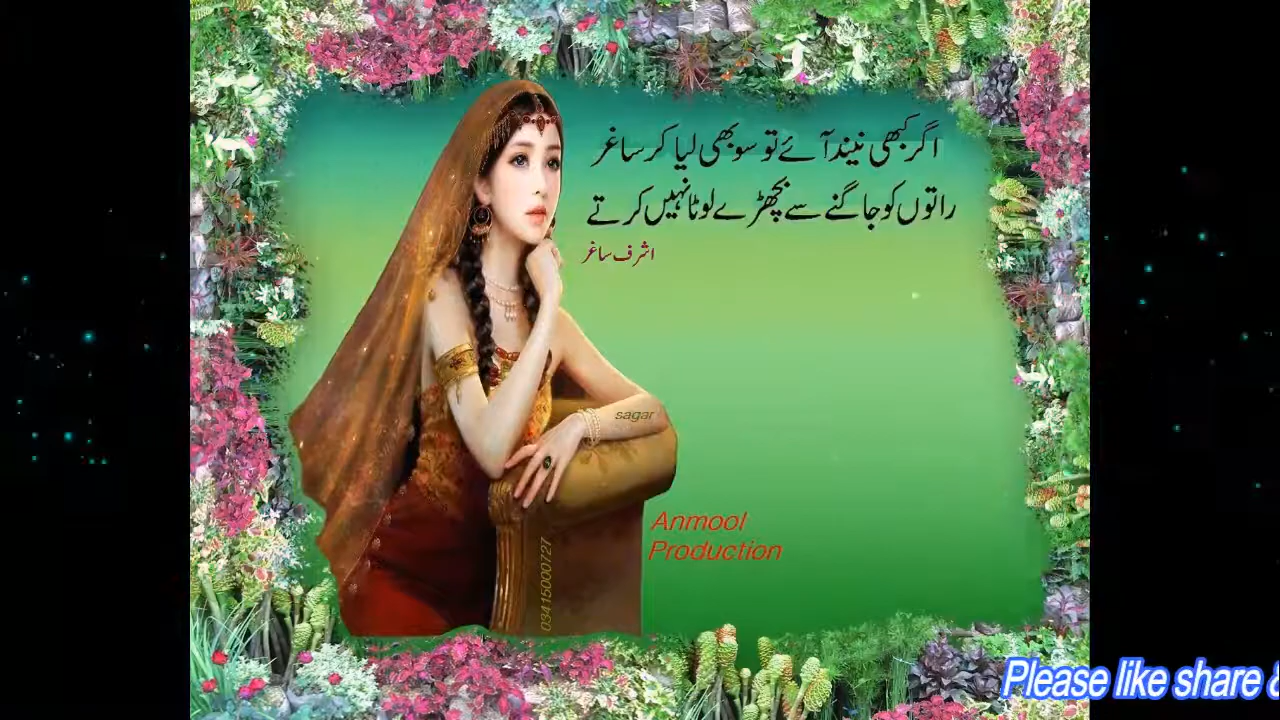 اگر کبھی نیند آئے تو سو بھی لیا کر ساغر
راتوں کو جاگنے سے بچھڑے لوٹا نہیں کرتے
اشرف ساغر
sagar
Anmool
Production
03415000727
Please like share &